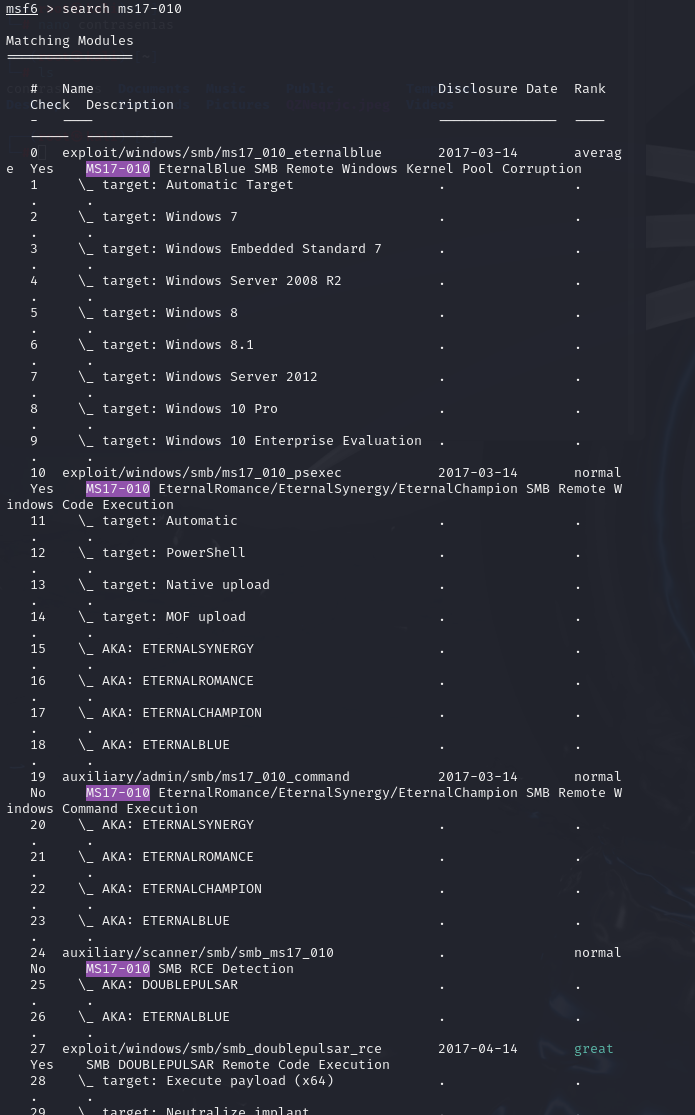 msf6 > search ms17-010
Matching Modules
================
#   Name                                           Disclosure Date  Rank
Check  Description
-   ----                                           ---------------  ----
-----  -----------
0   exploit/windows/smb/ms17_010_eternalblue       2017-03-14       averag
e  Yes    MS17-010 EternalBlue SMB Remote Windows Kernel Pool Corruption
1     \_ target: Automatic Target                  .                .
.      .
2     \_ target: Windows 7                         .                .
.      .
3     \_ target: Windows Embedded Standard 7       .                .
.      .
4     \_ target: Windows Server 2008 R2            .                .
.      .
5     \_ target: Windows 8                         .                .
.      .
6     \_ target: Windows 8.1                       .                .
.      .
7     \_ target: Windows Server 2012               .                .
.      .
8     \_ target: Windows 10 Pro                    .                .
.      .
9     \_ target: Windows 10 Enterprise Evaluation  .                .
.      .
10  exploit/windows/smb/ms17_010_psexec            2017-03-14       normal
Yes    MS17-010 EternalRomance/EternalSynergy/EternalChampion SMB Remote W
indows Code Execution
11    \_ target: Automatic                         .                .
.      .
12    \_ target: PowerShell                        .                .
.      .
13    \_ target: Native upload                     .                .
.      .
14    \_ target: MOF upload                        .                .
.      .
15    \_ AKA: ETERNALSYNERGY                       .                .
.      .
16    \_ AKA: ETERNALROMANCE                       .                .
.      .
17    \_ AKA: ETERNALCHAMPION                      .                .
.      .
18    \_ AKA: ETERNALBLUE                          .                .
.      .
19  auxiliary/admin/smb/ms17_010_command           2017-03-14       normal
No     MS17-010 EternalRomance/EternalSynergy/EternalChampion SMB Remote W
indows Command Execution
20    \_ AKA: ETERNALSYNERGY                       .                .
.      .
21    \_ AKA: ETERNALROMANCE                       .                .
.      .
22    \_ AKA: ETERNALCHAMPION                      .                .
.      .
23    \_ AKA: ETERNALBLUE                          .                .
.      .
24  auxiliary/scanner/smb/smb_ms17_010             .                normal
No     MS17-010 SMB RCE Detection
25    \_ AKA: DOUBLEPULSAR                         .                .
.      .
26    \_ AKA: ETERNALBLUE                          .                .
.      .
27  exploit/windows/smb/smb_doublepulsar_rce       2017-04-14       great
Yes    SMB DOUBLEPULSAR Remote Code Execution
28    \_ target: Execute payload (x64)             .                .
.      .
29    \_ target: Neutralize implant                .                .